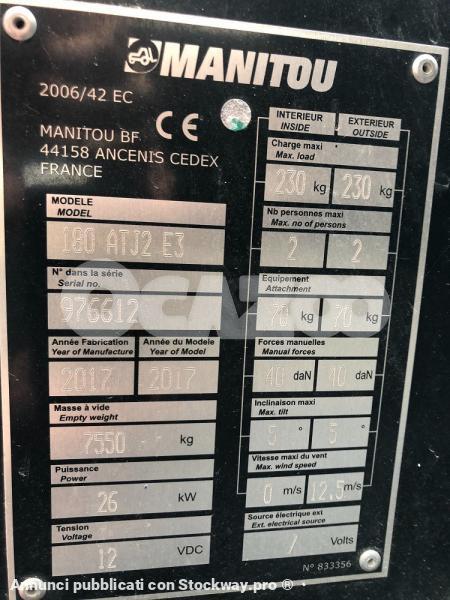 MANITOU
2006/42 EC
CE
MANITOU BF
44158 ANCENIS CEDEX
FRANCE
MODELE
MODEL
180 ATJ2 E3
N° dans la série
Serial no.
976612
Année Fabrication
Year of Manufacture
Année du Modele
Year of Model
2017
2017
Masse à vide
Empty weight
7550 kg
Puissance
Power
26 kW
Tension
Voltage
12 VDC
INTERIEUR
INSIDE
EXTERIEUR
OUTSIDE
Charge maxi
Max. load
230 kg 230 kg
Nb personnes maxi
Max. no of persons
2 2
Equipement
Attachment
70 kg 70 kg
Forces manuelles
Manual forces
40 daN 40 daN
Inclinaison maxi
Max. tilt
5 ° 5 °
Vitesse maxi du vent
Max. wind speed
0 m/s 12,5 m/s
Source électrique ext
Ext. electrical source
/ Volts
N° 833356
OCAZOO
Annunci pubblicati con Stockway.pro ®